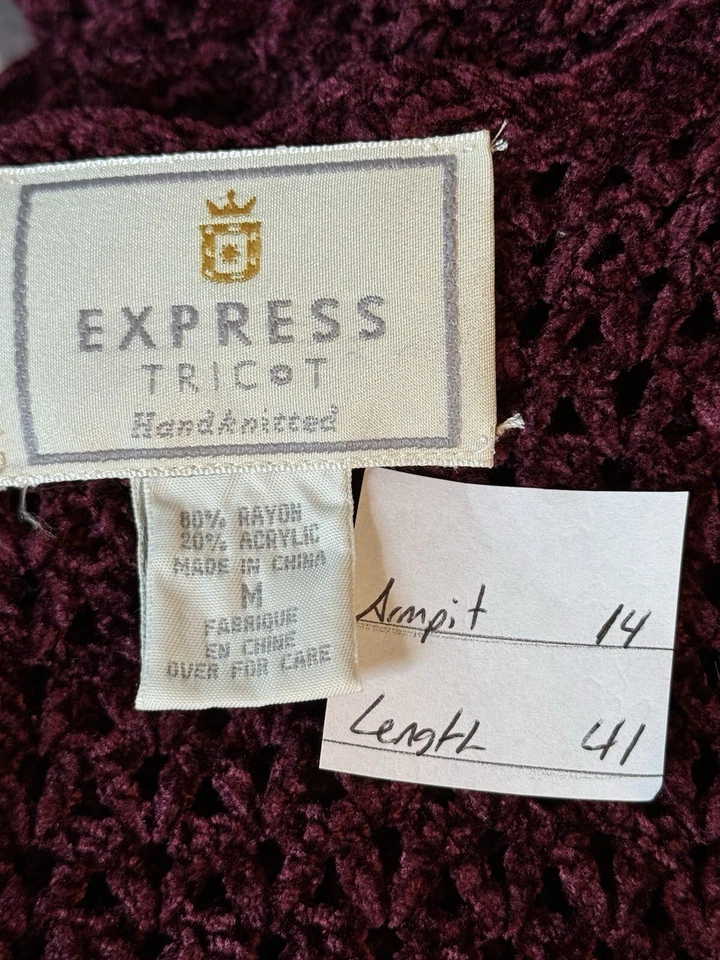 EXPRESS
TRICOT
Handknitted
80% RAYON
20% ACRYLIC
MADE IN CHINA
M
FABRIQUE
EN CHINE
OVER FOR CARE
Armpit 14
Length 41